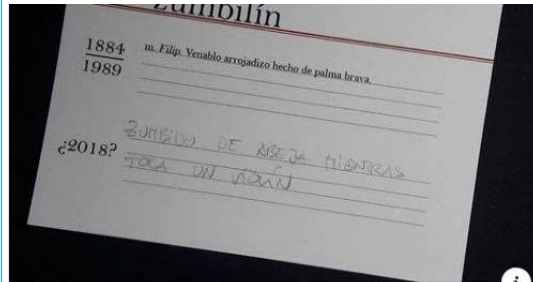 zumbilín
1884
1989
m. Filip. Venablo arrojadizo hecho de palma brava.
¿2018?
ZUMBIDO DE ABEJA MIENTRAS
TOCA UN VIOLÍN